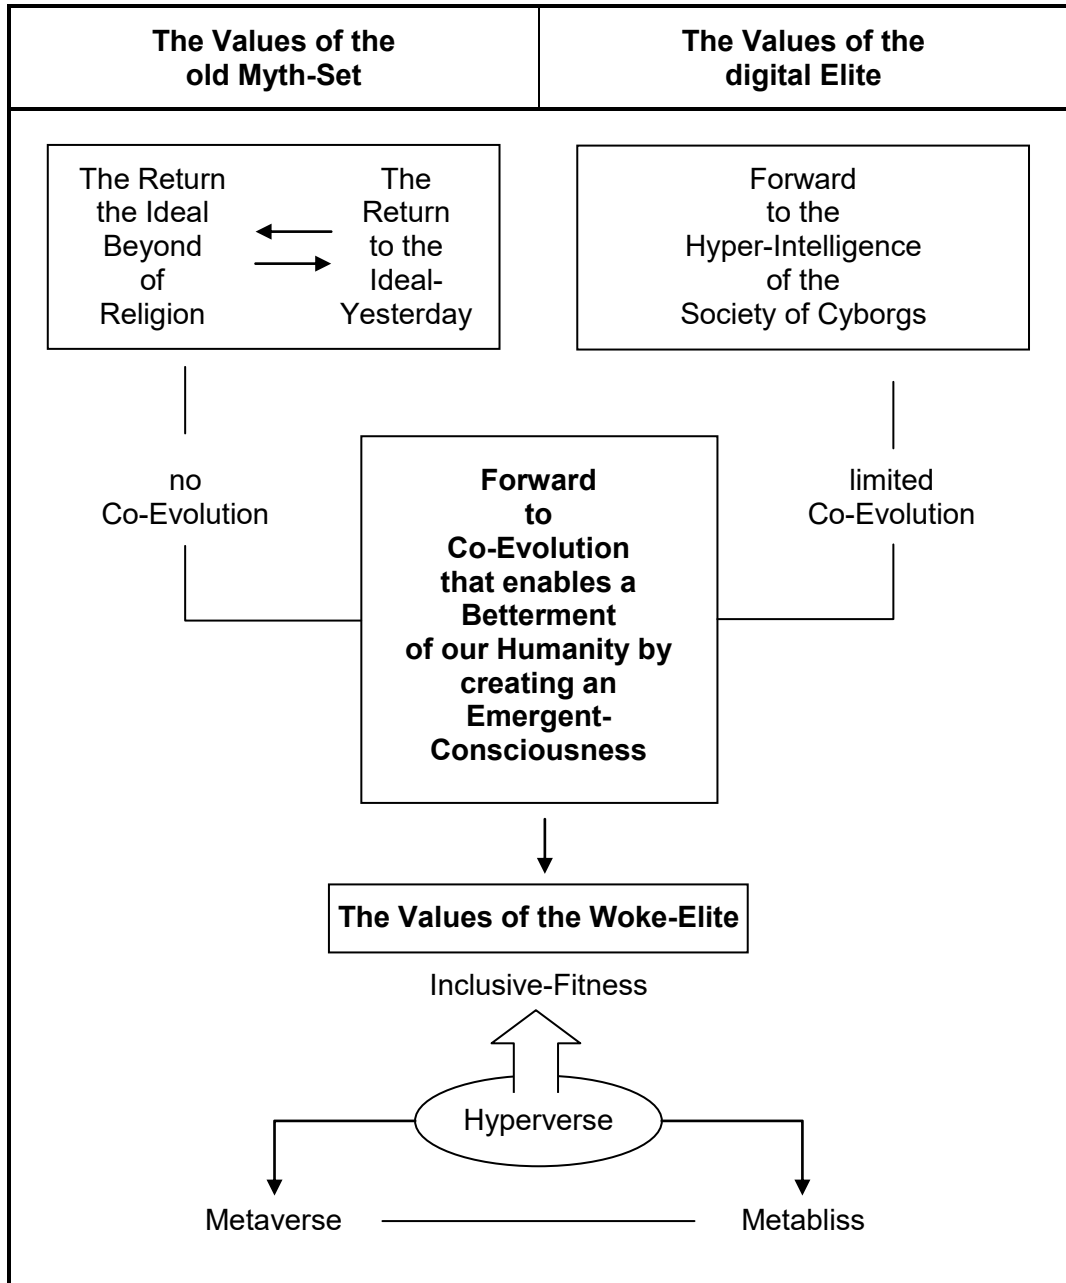 The Values of the
old Myth-Set
The Values of the
digital Elite
The Return
the Ideal
Beyond
of
Religion
The
Return
to the
Ideal-
Yesterday
Forward
to the
Hyper-Intelligence
of the
Society of Cyborgs
no
Co-Evolution
Forward
to
Co-Evolution
that enables a
Betterment
of our Humanity by
creating an
Emergent-
Consciousness
limited
Co-Evolution
The Values of the Woke-Elite
Inclusive-Fitness
Hyperverse
Metaverse
Metabliss